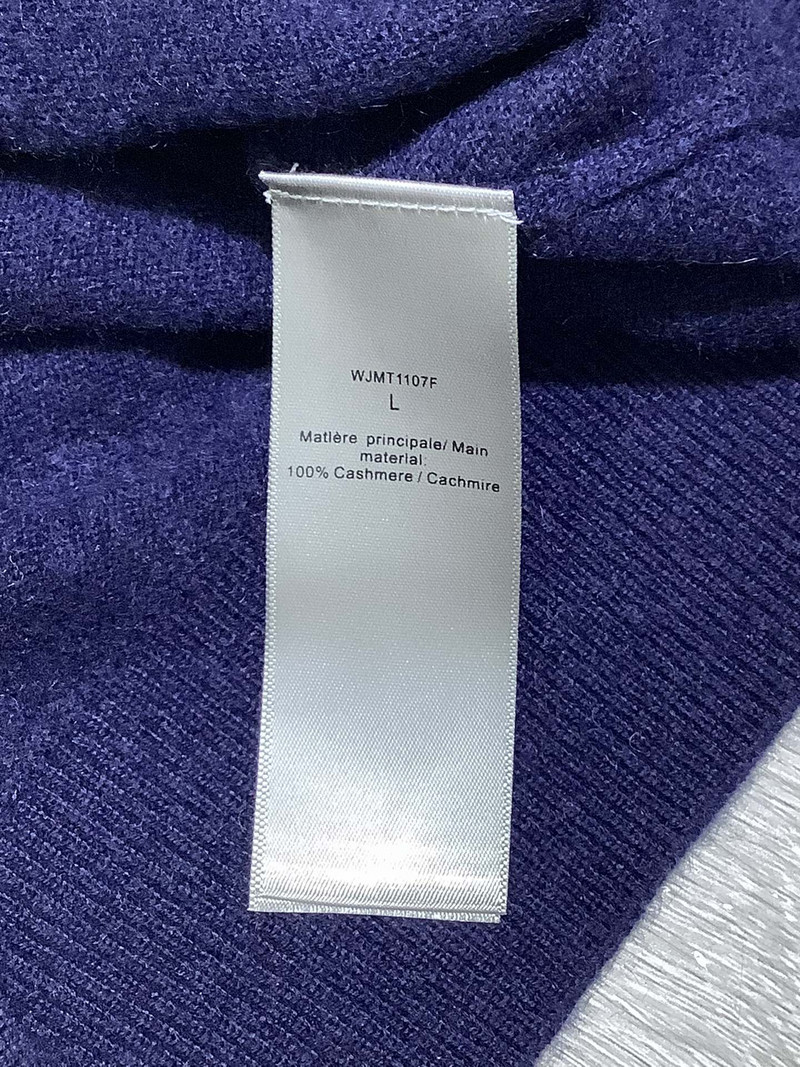 WJMT1107F
L
Matière principale/ Main
material:
100% Cashmere / Cachmire